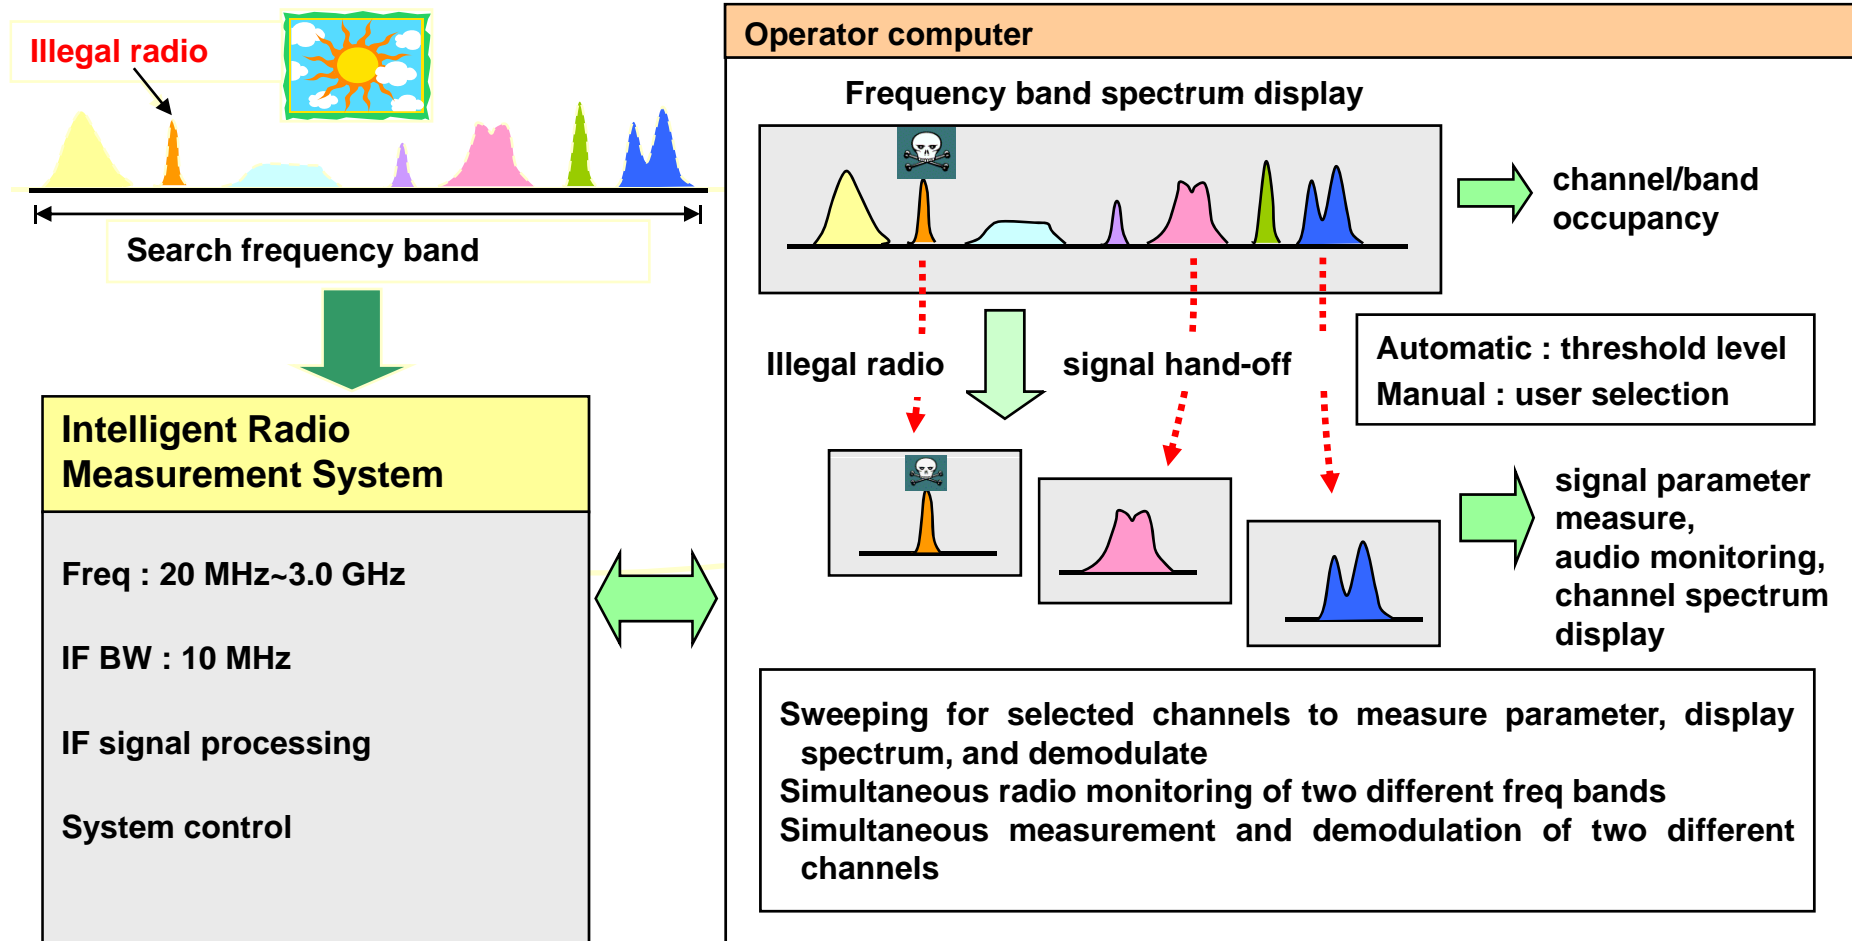 Illegal radio
Search frequency band
Intelligent Radio
Measurement System
Freq : 20 MHz~3.0 GHz
IF BW : 10 MHz
IF signal processing
System control
Operator computer
Frequency band spectrum display
channel/band
occupancy
Illegal radio
signal hand-off
Automatic : threshold level
Manual : user selection
signal parameter
measure,
audio monitoring,
channel spectrum
display
Sweeping for selected channels to measure parameter, display
spectrum, and demodulate
Simultaneous radio monitoring of two different freq bands
Simultaneous measurement and demodulation of two different
channels